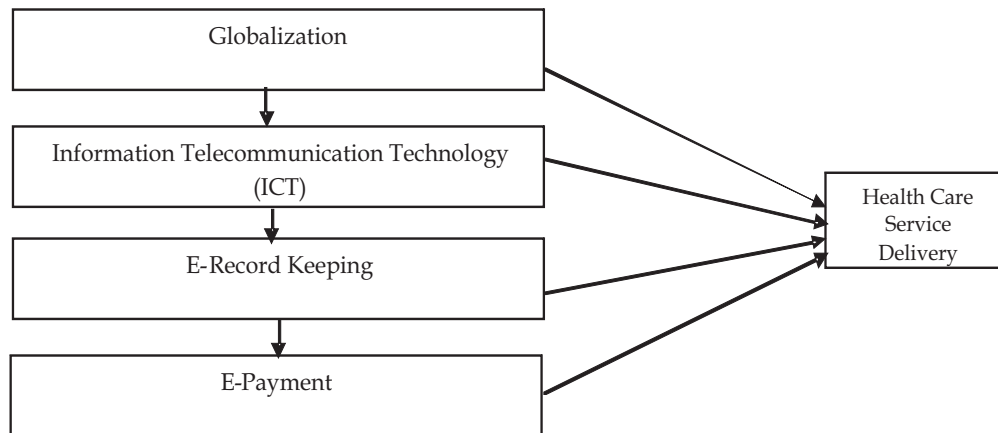 Globalization
Information Telecommunication Technology
(ICT)
E-Record Keeping
E-Payment
Health Care
Service
Delivery